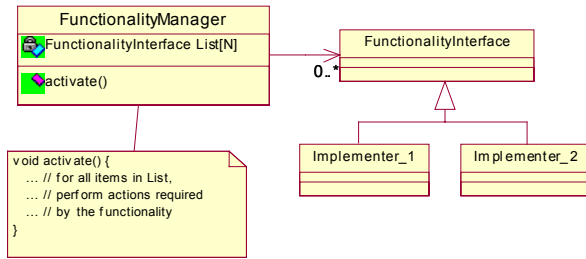 FunctionalityManager
FunctionalityInterface List[N]
activate()
FunctionalityInterface
0..*
Implementer_1
Implementer_2
void activate() {
... // for all items in List,
... // perform actions required
... // by the functionality
}